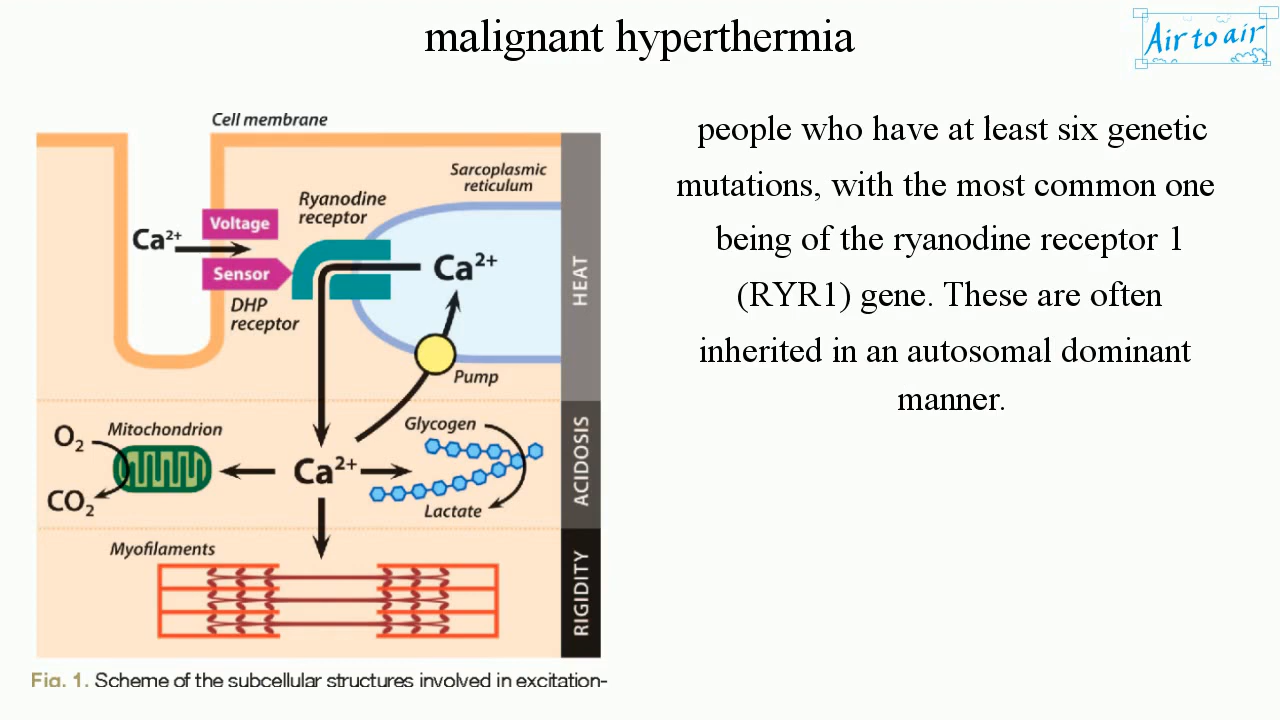 malignant hyperthermia
Air to air
people who have at least six genetic
mutations, with the most common one
being of the ryanodine receptor 1
(RYR1) gene. These are often
inherited in an autosomal dominant
manner.
Cell membrane
Sarcoplasmic
reticulum
Ryanodine
receptor
Voltage
Ca2+
Sensor
Ca2+
DHP
receptor
Pump
HEAT
Mitochondrion
Glycogen
O2
Ca2+
CO2
Lactate
ACIDOSIS
Myofilaments
RIGIDITY
Fig. 1. Scheme of the subcellular structures involved in excitation-